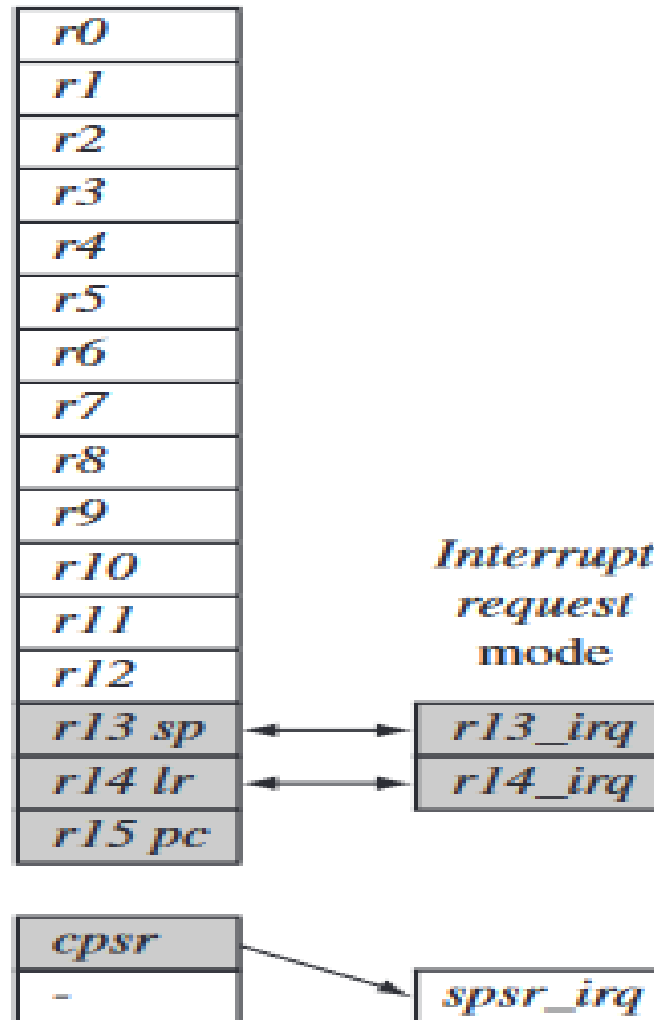 r0
r1
r2
r3
r4
r5
r6
r7
r8
r9
r10
r11
r12
r13 sp
r14 lr
r15 pc
cpsr
-
Interrupt
request
mode
r13_irq
r14_irq
spsr_irq